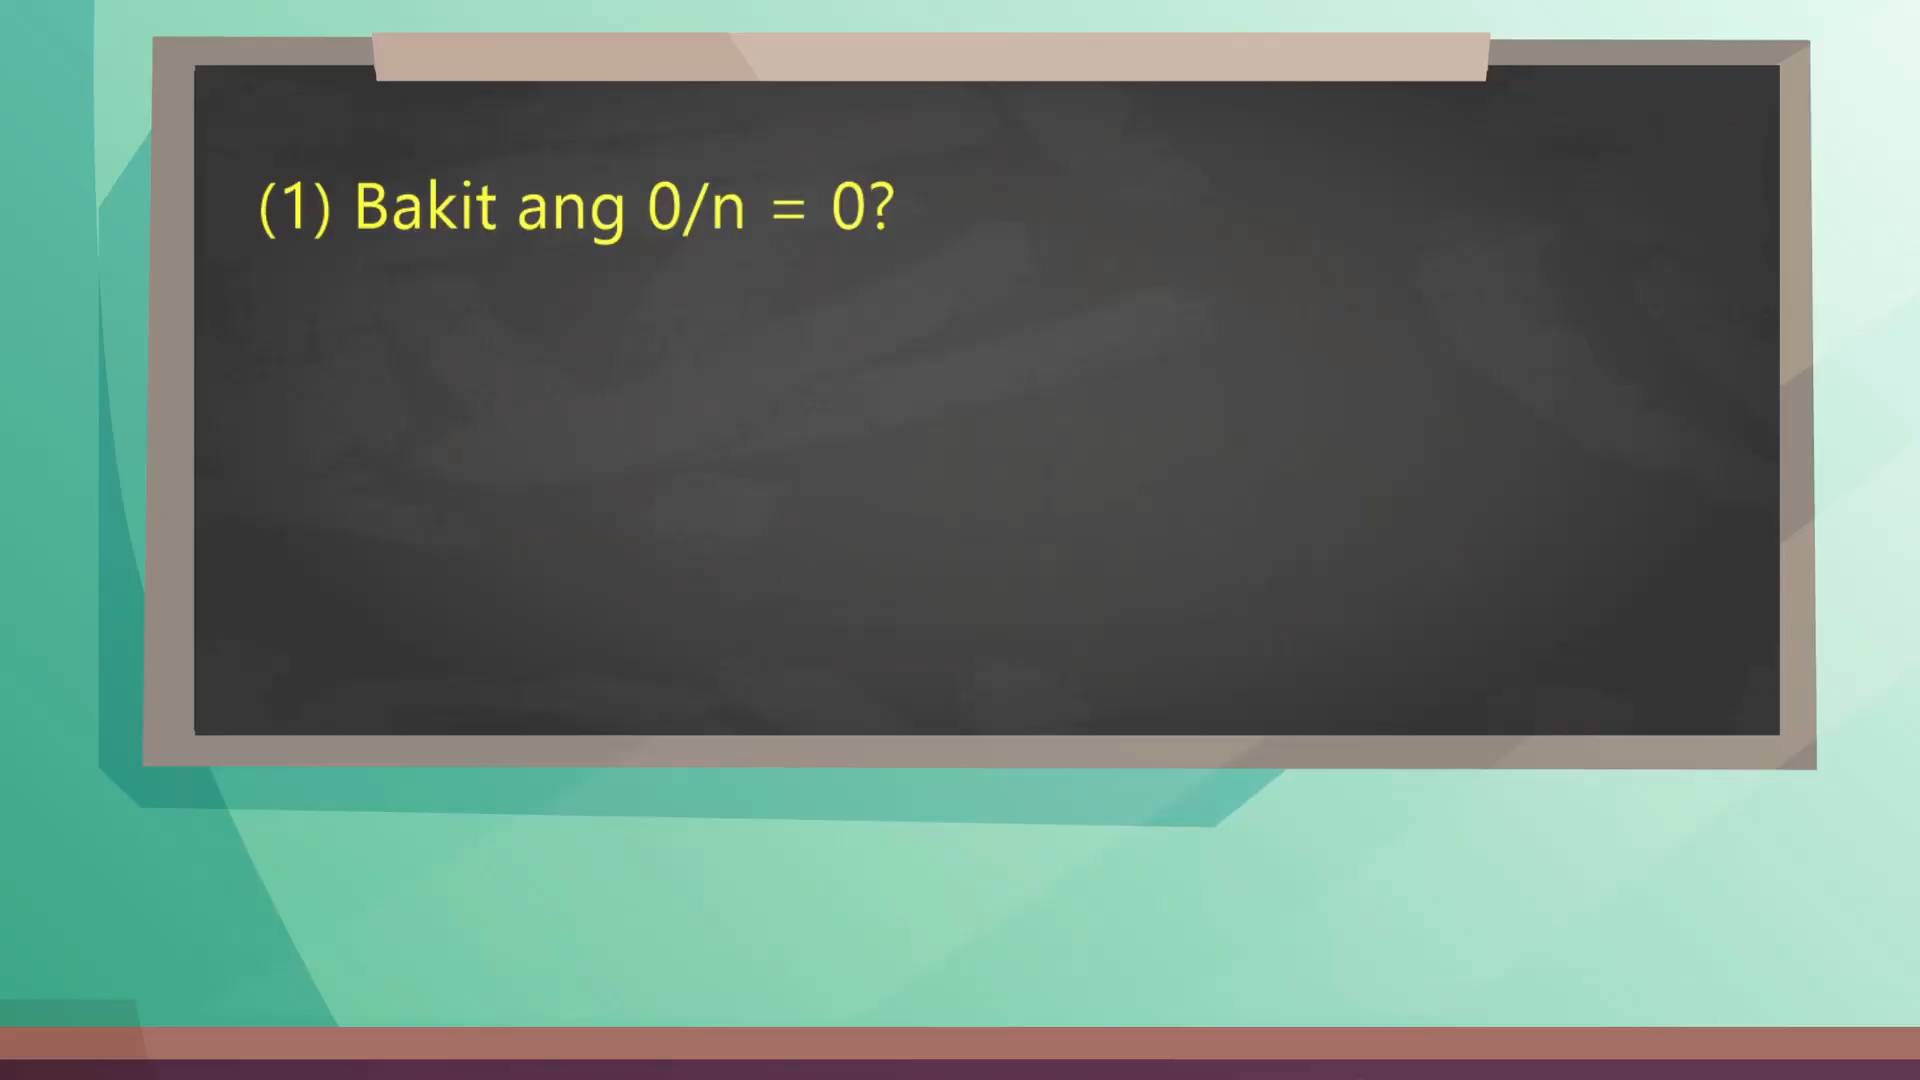 (1) Bakit ang 0/n = 0?